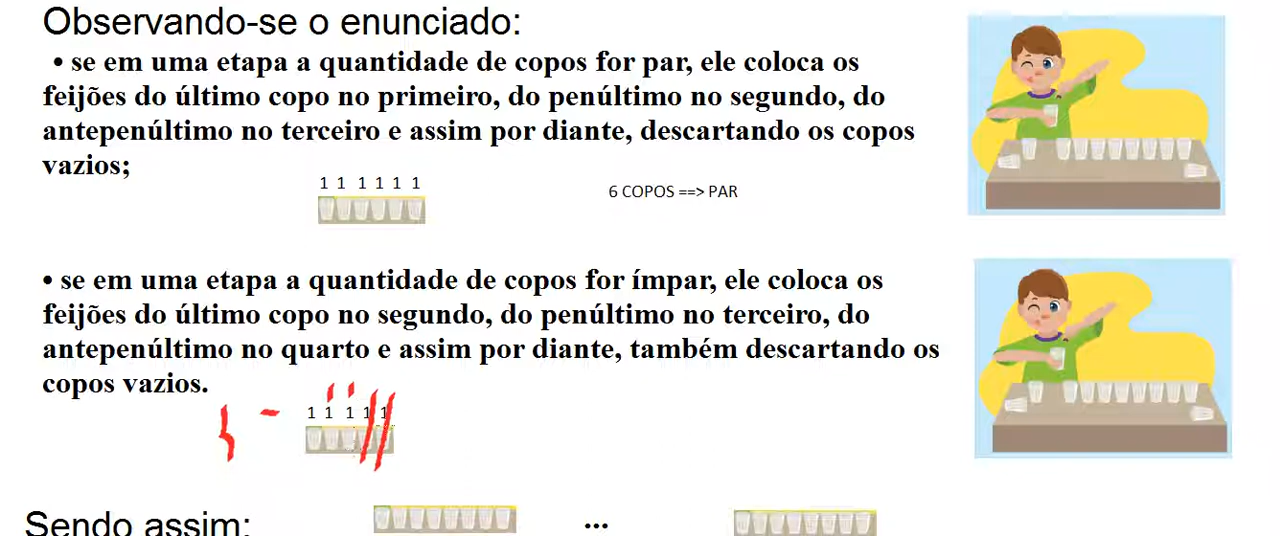 Observando-se o enunciado:
• se em uma etapa a quantidade de copos for par, ele coloca os
feijões do último copo no primeiro, do penúltimo no segundo, do
antepenúltimo no terceiro e assim por diante, descartando os copos
vazios;
1 1 1 1 1 1
6 COPOS ==> PAR
• se em uma etapa a quantidade de copos for ímpar, ele coloca os
feijões do último copo no segundo, do penúltimo no terceiro, do
antepenúltimo no quarto e assim por diante, também descartando os
copos vazios.
1 1 1 1 1
Sendo assim:
...